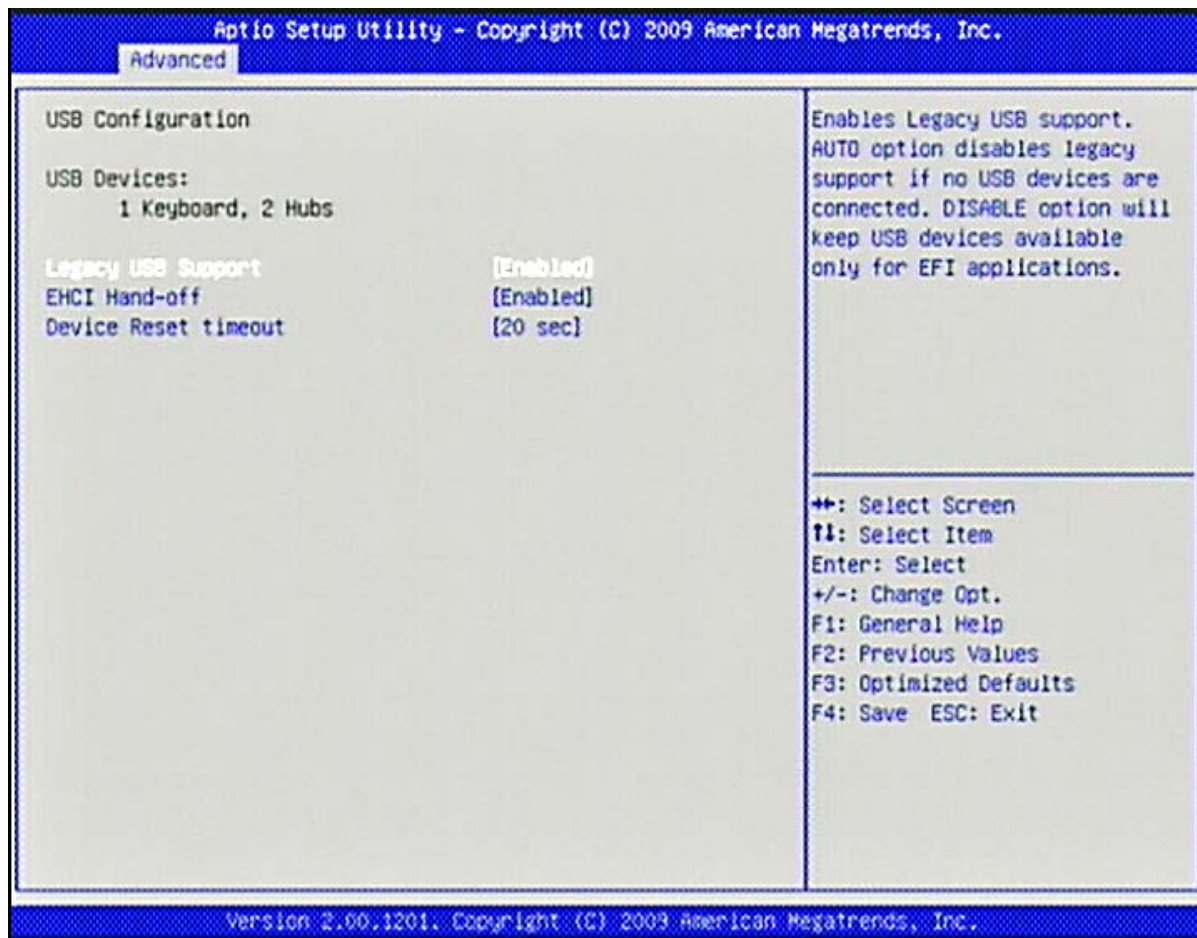 Aptio Setup Utility - Copyright (C) 2009 American Megatrends, Inc.
Advanced
USB Configuration
USB Devices:
1 Keyboard, 2 Hubs
Legacy USB Support [Enabled]
EHCI Hand-off [Enabled]
Device Reset timeout [20 sec]
Enables Legacy USB support.
AUTO option disables legacy
support if no USB devices are
connected. DISABLE option will
keep USB devices available
only for EFI applications.
→←: Select Screen
↑↓: Select Item
Enter: Select
+/-: Change Opt.
F1: General Help
F2: Previous Values
F3: Optimized Defaults
F4: Save ESC: Exit
Version 2.00.1201. Copyright (C) 2009 American Megatrends, Inc.